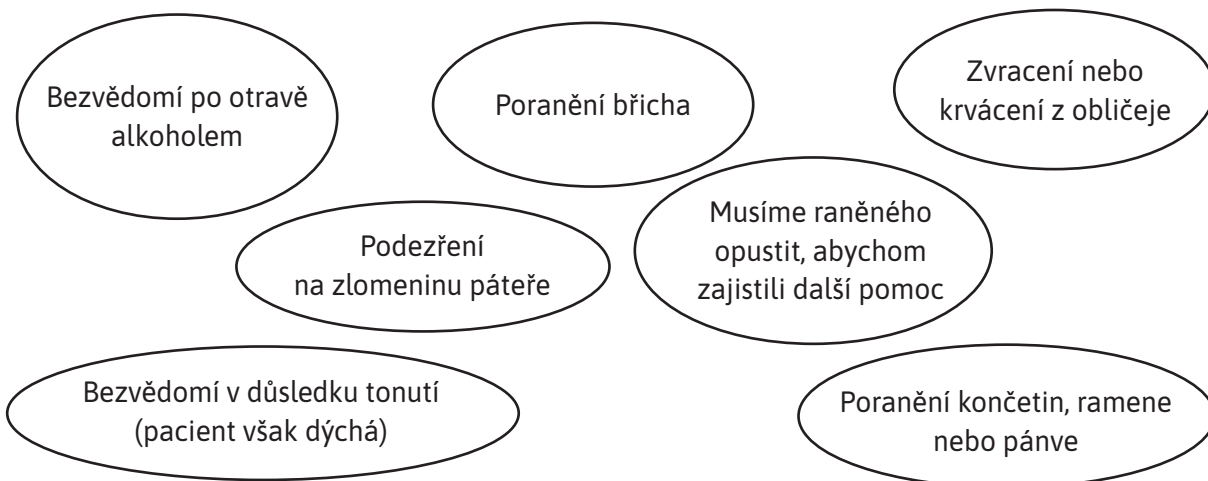 Bezvědomí po otravě
alkoholem
Poranění břicha
Zvracení nebo
krvácení z obličeje
Podezření
na zlomeninu páteře
Musíme raněného
opustit, abychom
zajistili další pomoc
Bezvědomí v důsledku tonutí
(pacient však dýchá)
Poranění končetin, ramene
nebo pánve